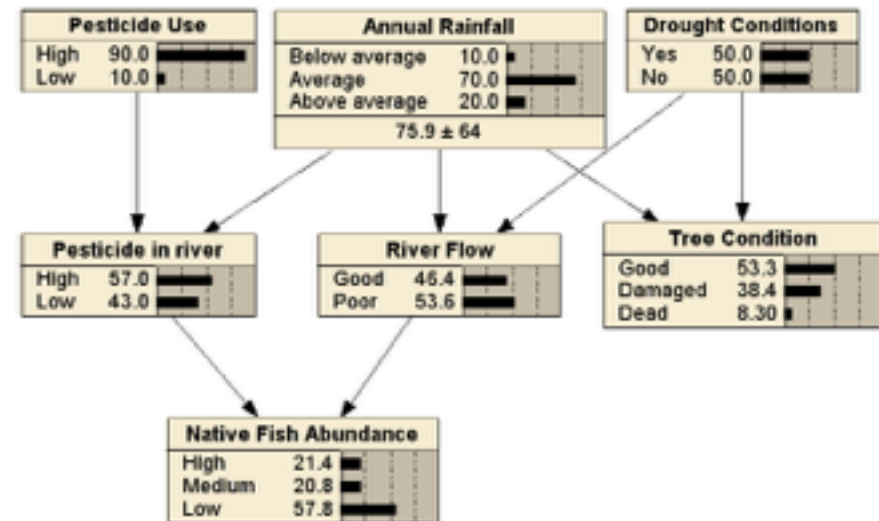 Pesticide Use
High 90.0
Low 10.0
Annual Rainfall
Below average 10.0
Average 70.0
Above average 20.0
75.9 ± 64
Drought Conditions
Yes 50.0
No 50.0
Pesticide in river
High 57.0
Low 43.0
River Flow
Good 46.4
Poor 53.6
Tree Condition
Good 53.3
Damaged 38.4
Dead 8.30
Native Fish Abundance
High 21.4
Medium 20.8
Low 57.8